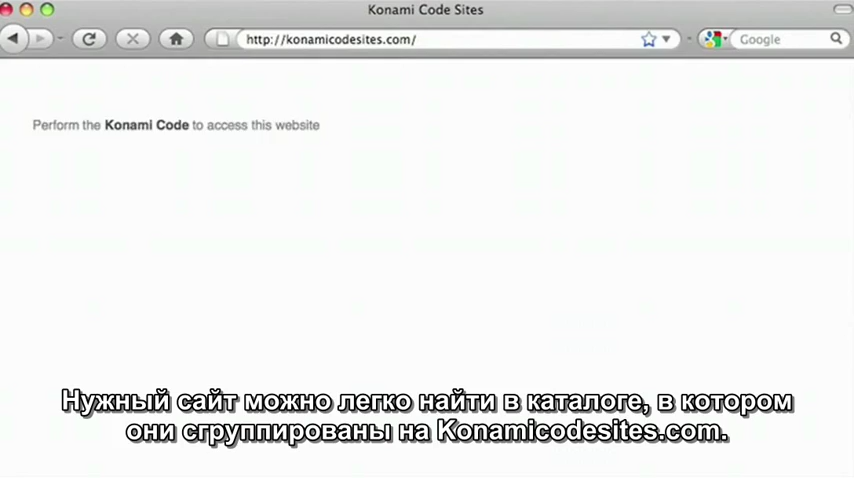 Konami Code Sites
http://konamicodesites.com/
Google
Perform the Konami Code to access this website
Нужный сайт можно легко найти в каталоге, в котором
они сгруппированы на Konamicodesites.com.